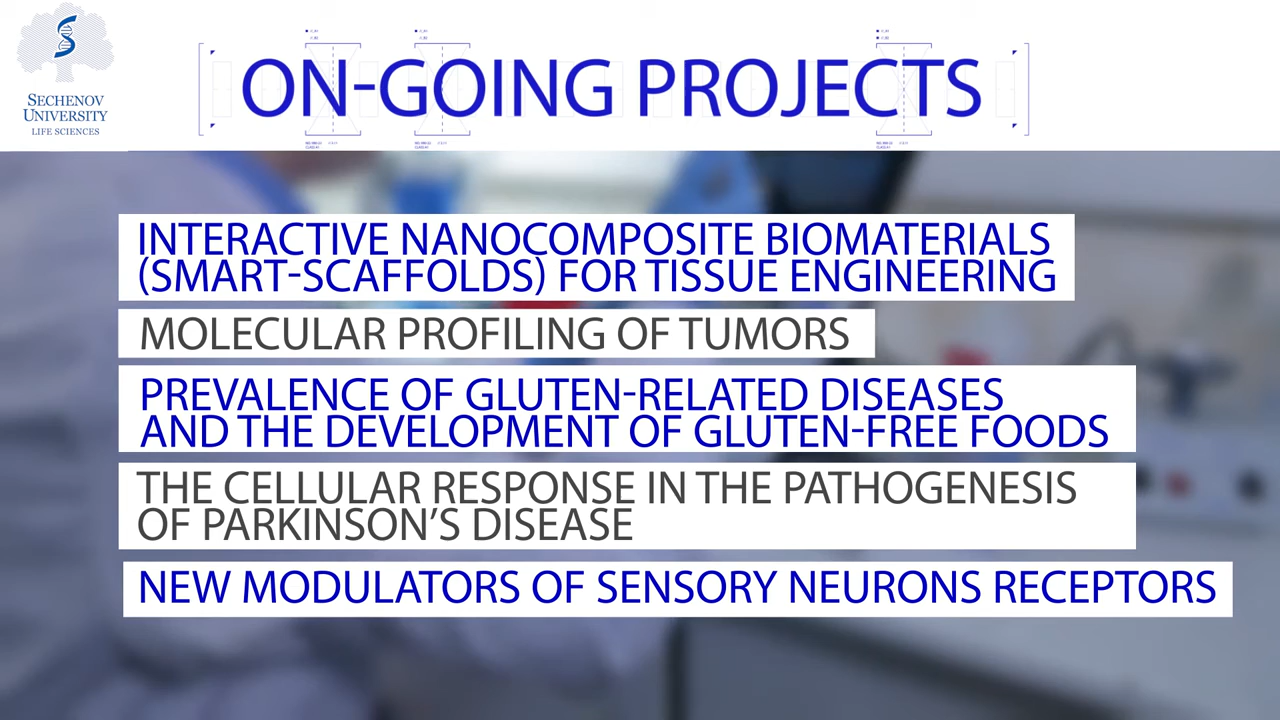 SECHENOV
UNIVERSITY
LIFE SCIENCES
ON-GOING PROJECTS
INTERACTIVE NANOCOMPOSITE BIOMATERIALS
(SMART-SCAFFOLDS) FOR TISSUE ENGINEERING
MOLECULAR PROFILING OF TUMORS
PREVALENCE OF GLUTEN-RELATED DISEASES
AND THE DEVELOPMENT OF GLUTEN-FREE FOODS
THE CELLULAR RESPONSE IN THE PATHOGENESIS
OF PARKINSON'S DISEASE
NEW MODULATORS OF SENSORY NEURONS RECEPTORS